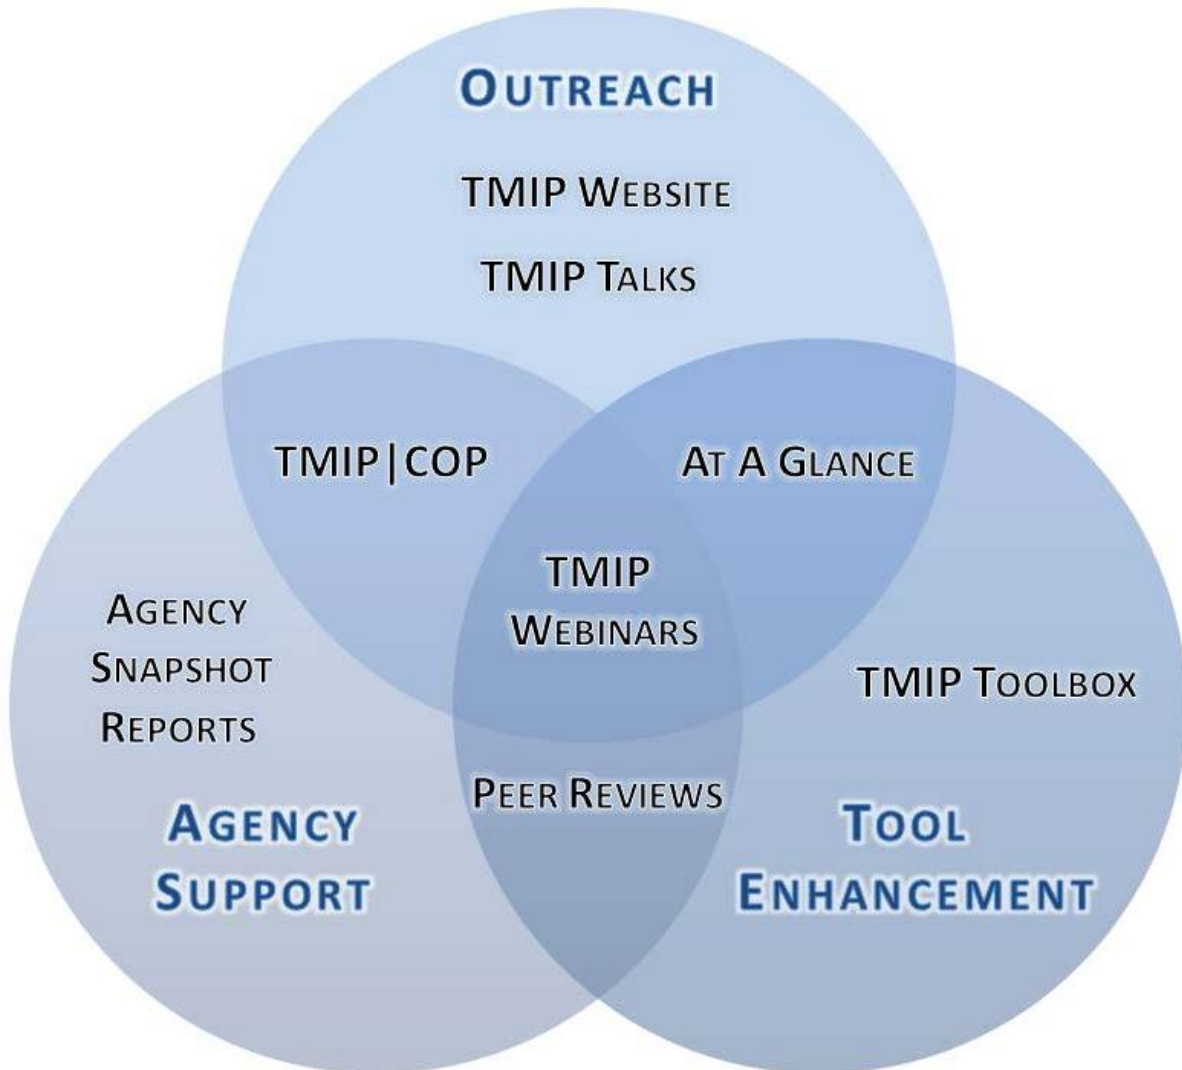 OUTREACH
TMIP WEBSITE
TMIP TALKS
TMIP|COP
AT A GLANCE
TMIP
WEBINARS
AGENCY
SNAPSHOT
REPORTS
TMIP TOOLBOX
PEER REVIEWS
AGENCY
SUPPORT
TOOL
ENHANCEMENT